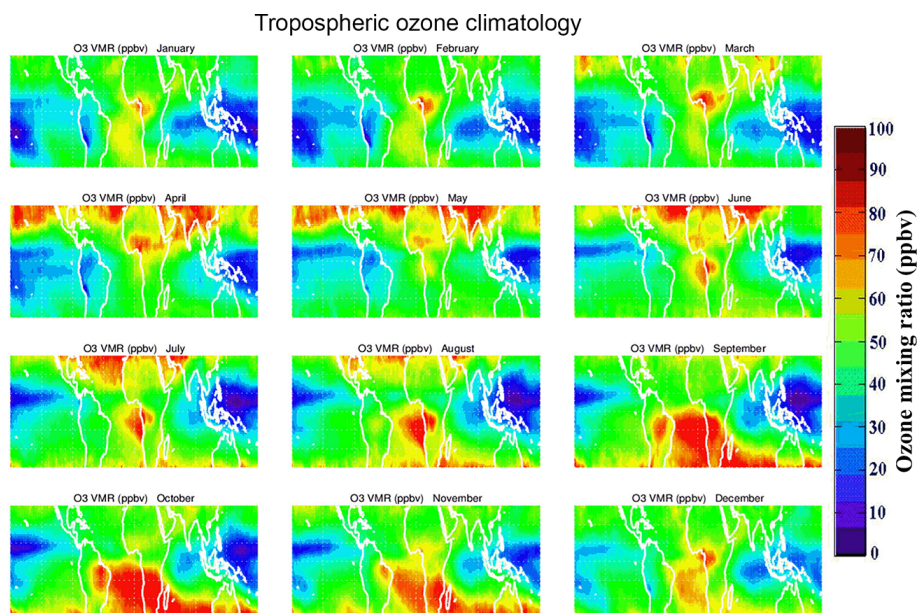 Tropospheric ozone climatology
O3 VMR (ppbv) January
O3 VMR (ppbv) February
O3 VMR (ppbv) March
O3 VMR (ppbv) April
O3 VMR (ppbv) May
O3 VMR (ppbv) June
O3 VMR (ppbv) July
O3 VMR (ppbv) August
O3 VMR (ppbv) September
O3 VMR (ppbv) October
O3 VMR (ppbv) November
O3 VMR (ppbv) December
100
90
80
70
60
50
40
30
20
10
0
Ozone mixing ratio (ppbv)